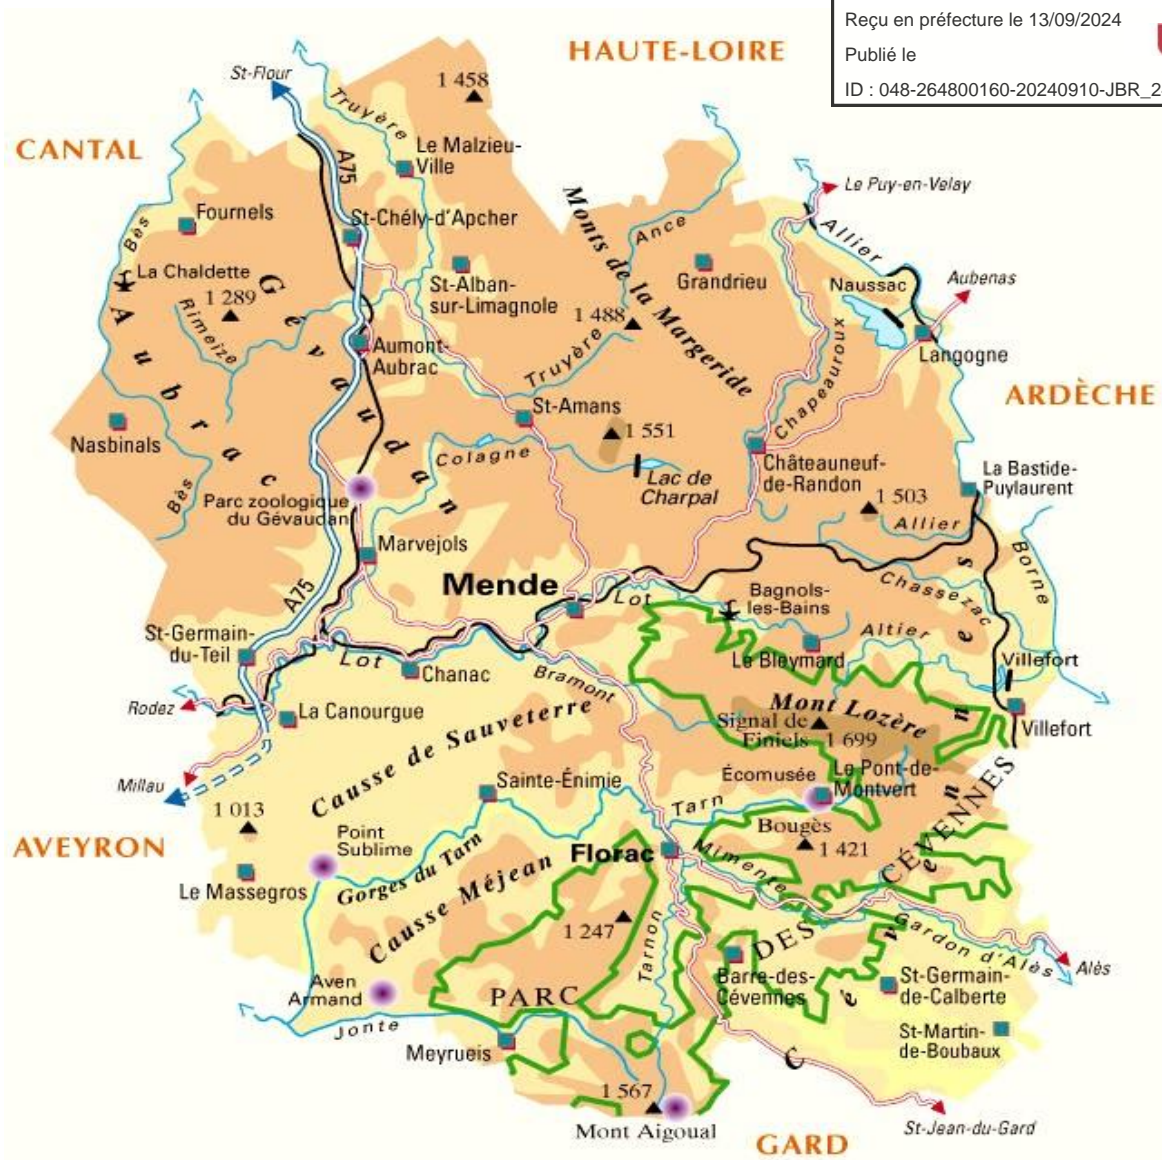 Reçu en préfecture le 13/09/2024
Publié le
ID : 048-264800160-20240910-JBR_2
HAUTE-LOIRE
St-Flour
1 458
Truyère
CANTAL
A75
Le Malzieu-
Ville
Le Puy-en-Velay
Fournels
St-Chély-d'Apcher
Monts de la Margeride
Ance
Allier
Bès
La Chaldette
Gévaudan
St-Alban-
sur-Limagnole
Grandrieu
Naussac
Aubenas
1 289
Rimeize
Aubrac
1 488
Aumont-
Aubrac
Truyère
Chapeauroux
Langogne
ARDÈCHE
Nasbinals
St-Amans
1 551
Colagne
Lac de
Charpal
Châteauneuf-
de-Randon
La Bastide-
Puylaurent
Bès
Parc zoologique
du Gévaudan
1 503
Allier
Marvejols
Borne
Mende
Chassezac
A75
Lot
Bagnols-
les-Bains
St-Germain-
du-Teil
Altier
Lot
Le Bleymard
Villefort
Chanac
Bramont
Rodez
La Canourgue
Mont Lozère
Signal de
Finiels 1 699
Villefort
Causse de Sauveterre
Millau
Sainte-Énimie
Écomusée
Le Pont-de-
Montvert
1 013
Tarn
Point
Sublime
Bougès
1 421
AVEYRON
Gorges du Tarn
Florac
Mimente
CÉVENNES
Cévennes
Le Massegros
Causse Méjean
1 247
Tarnon
DES
Gardon d'Alès
Alès
Aven
Armand
PARC
Barre-des-
Cévennes
St-Germain-
de-Calberte
Jonte
Meyrueis
St-Martin-
de-Boubaux
1 567
Mont Aigoual
St-Jean-du-Gard
GARD